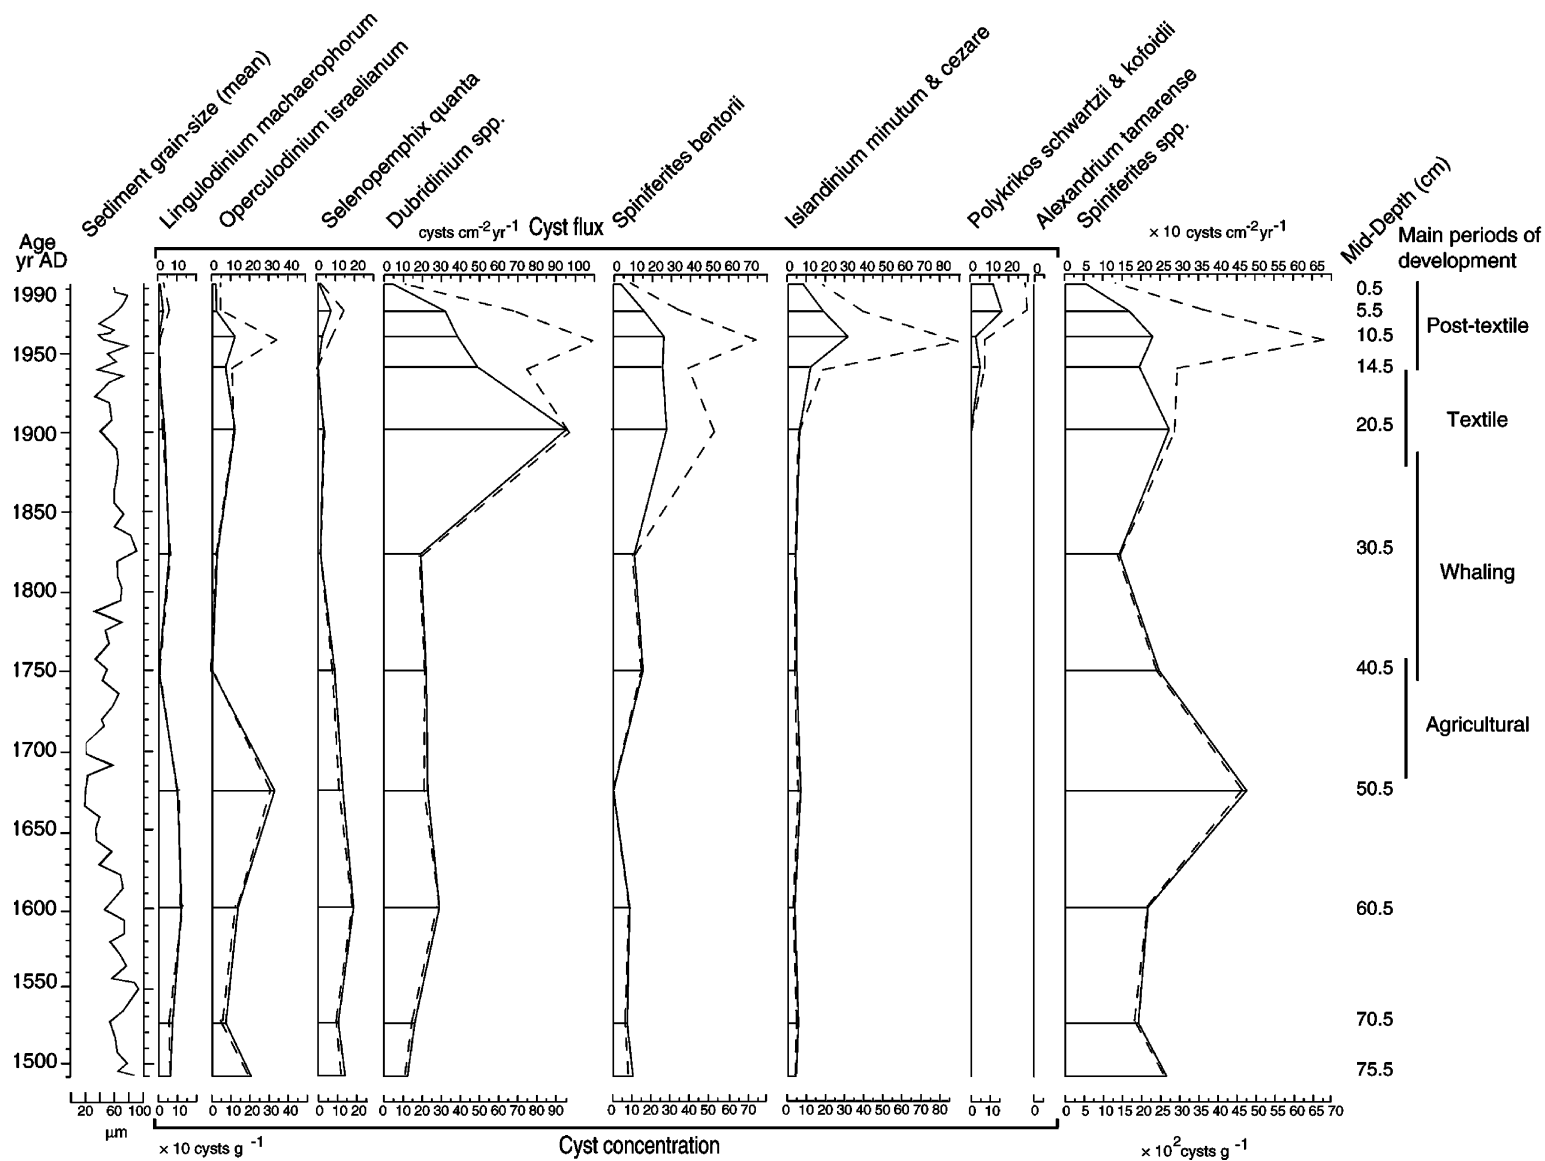 Sediment grain-size (mean)
Lingulodinium machaerophorum
Operculodinium israelianum
Selenopemphix quanta
Dubridinium spp.
Spiniferites bentorii
Islandinium minutum & cezare
Polykrikos schwartzii & kofoidii
Alexandrium tamarense
Spiniferites spp.
Mid-Depth (cm)
Main periods of
development
Age
yr AD
cysts cm-2yr-1 Cyst flux
× 10 cysts cm-2yr-1
0 10
0 10 20 30 40
0 10 20
0 10 20 30 40 50 60 70 80 90 100
0 10 20 30 40 50 60 70
0 10 20 30 40 50 60 70 80 90
0 10 20
0
0 5 10 15 20 25 30 35 40 45 50 55 60 65
1990
1950
1900
1850
1800
1750
1700
1650
1600
1550
1500
0.5
5.5
10.5
14.5
20.5
30.5
40.5
50.5
60.5
70.5
75.5
Post-textile
Textile
Whaling
Agricultural
20 60 100
0 10
0 10 20 30 40
0 10 20
0 10 20 30 40 50 60 70 80 90
0 10 20 30 40 50 60 70
0 10 20 30 40 50 60 70 80
0 10
0
0 5 10 15 20 25 30 35 40 45 50 55 60 65 70
µm
× 10 cysts g -1
Cyst concentration
× 102cysts g -1